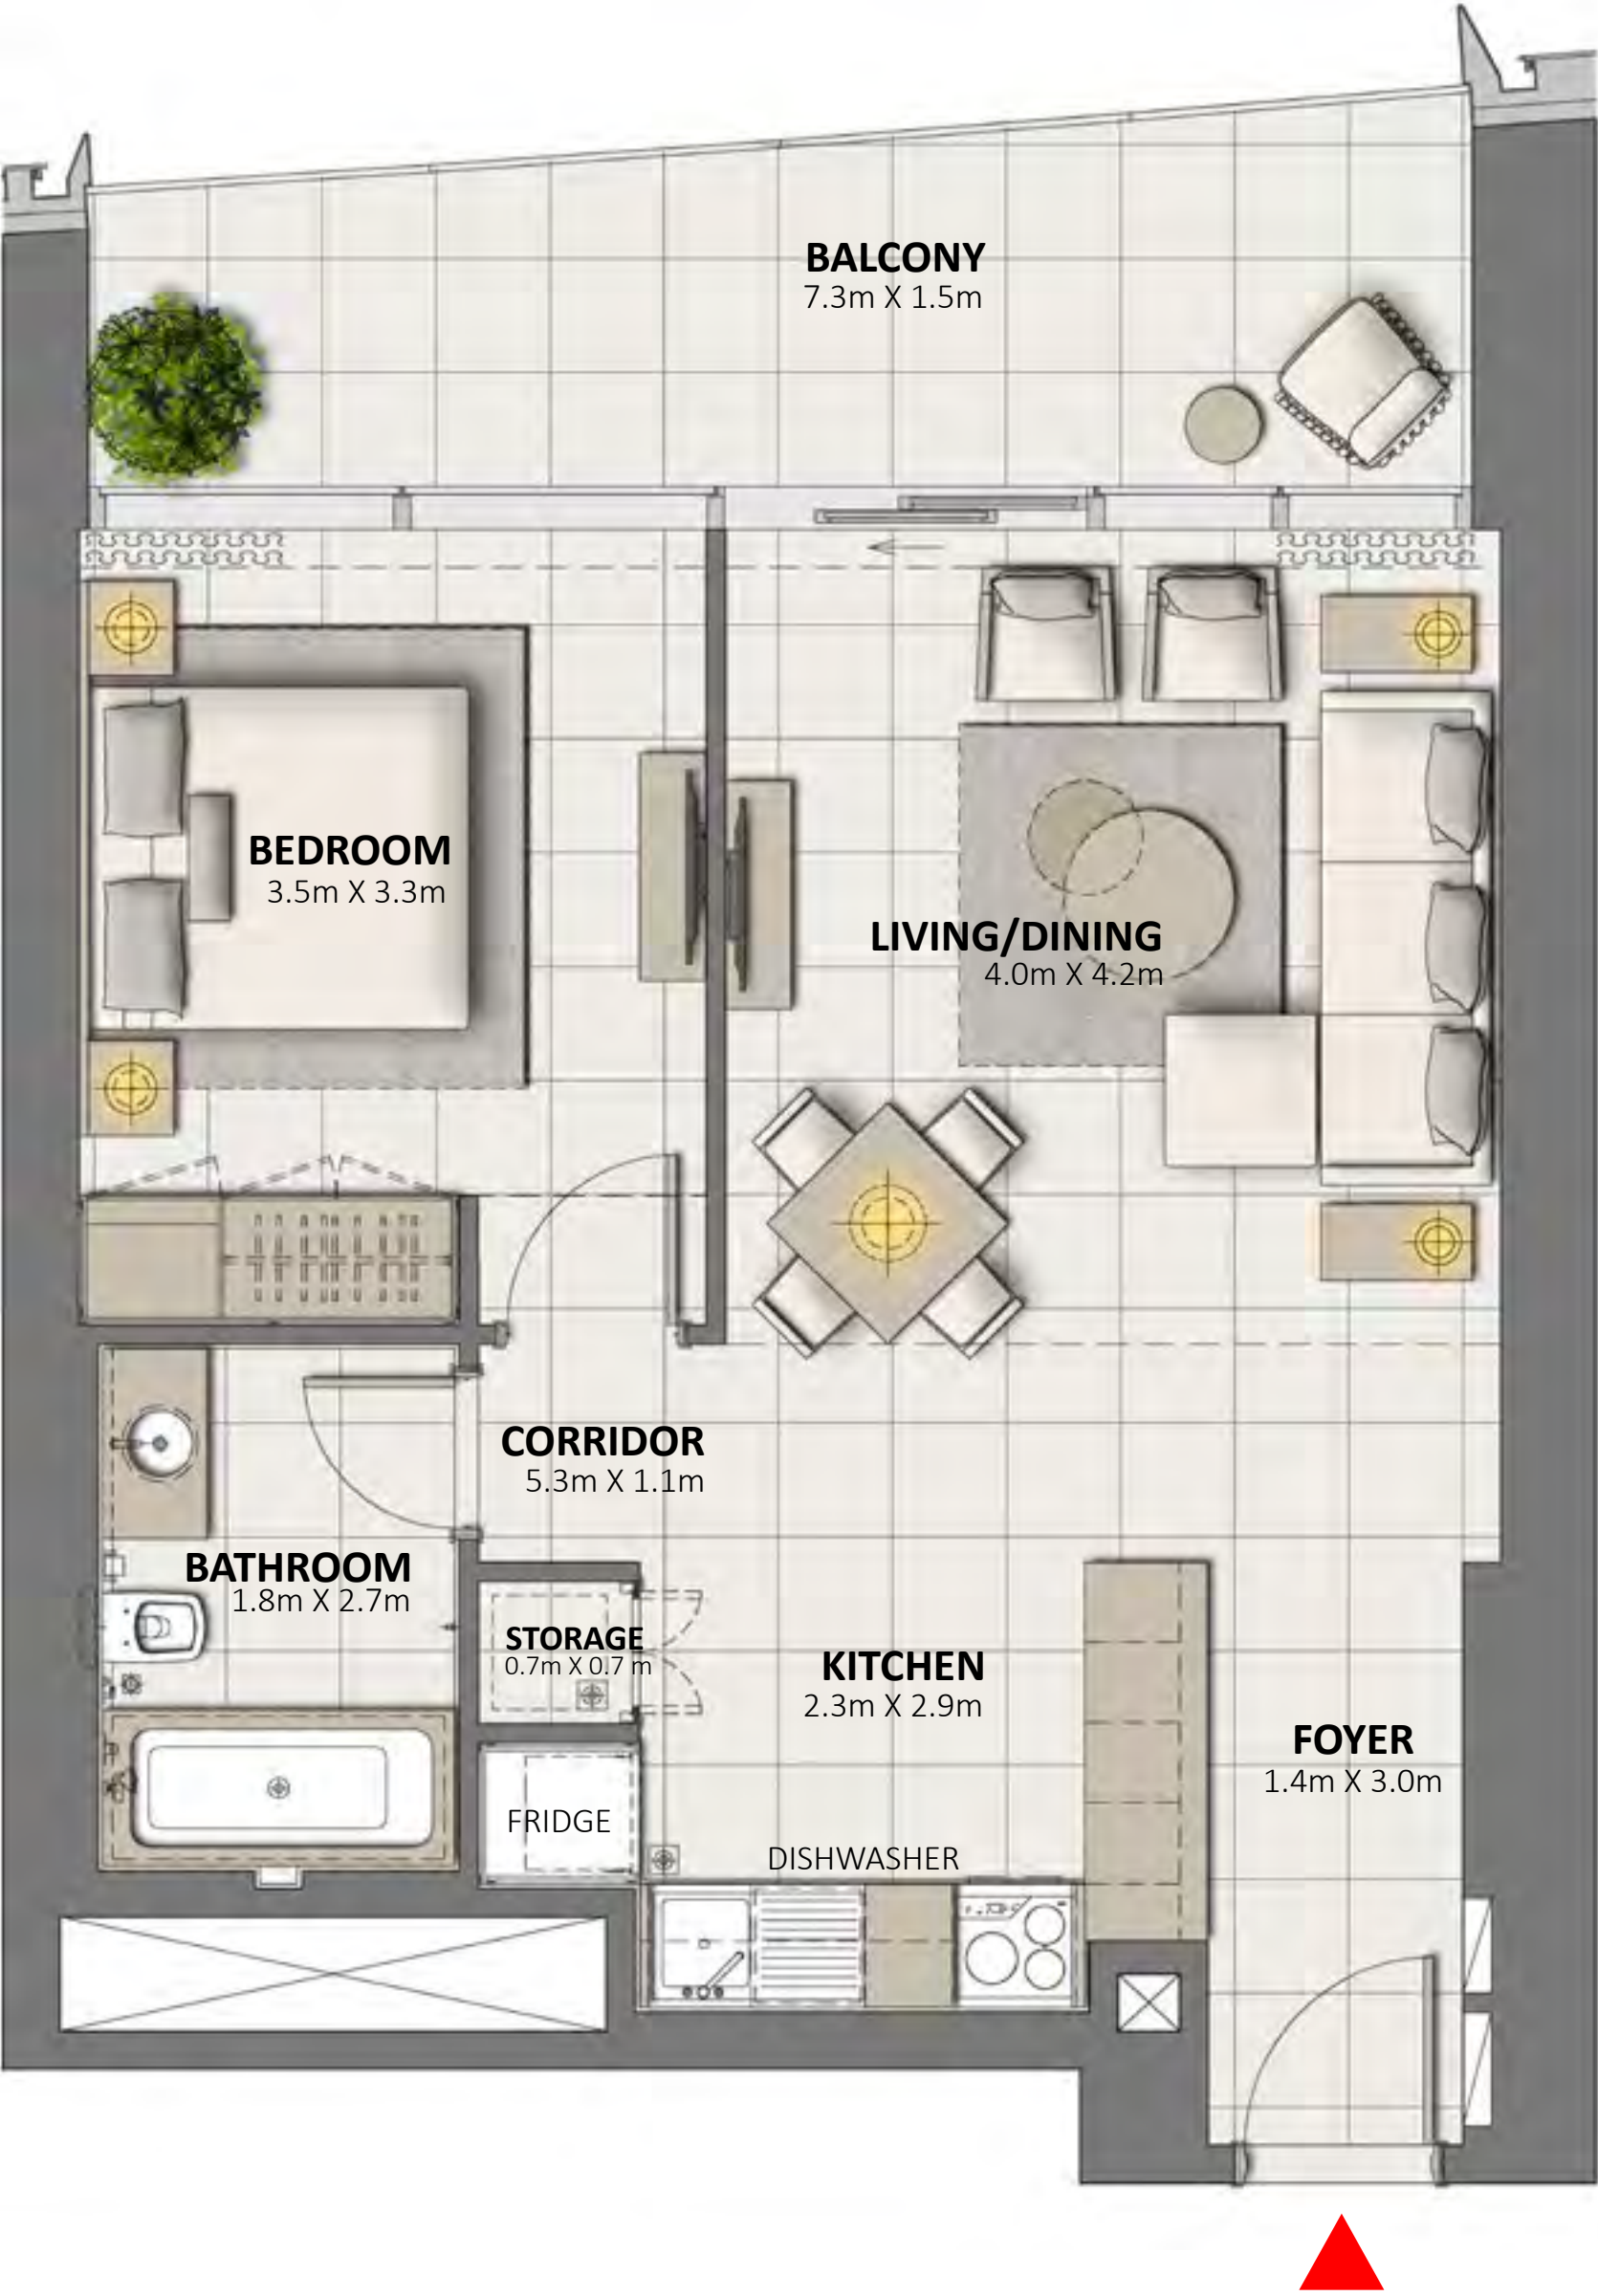 BALCONY
7.3m X 1.5m
BEDROOM
3.5m X 3.3m
LIVING/DINING
4.0m X 4.2m
CORRIDOR
5.3m X 1.1m
BATHROOM
1.8m X 2.7m
STORAGE
0.7m X 0.7 m
KITCHEN
2.3m X 2.9m
FOYER
1.4m X 3.0m
FRIDGE
DISHWASHER